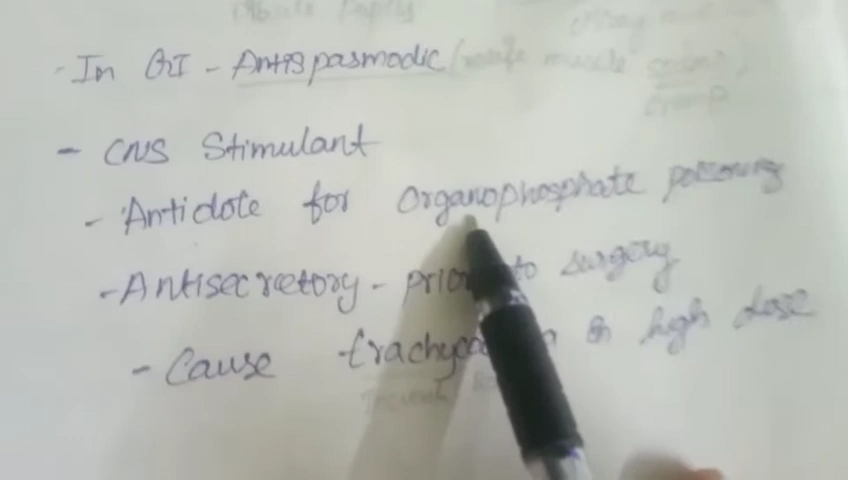 - In GI - Antispasmodic (
- CNS Stimulant
- Antidote for Organophosphate poisoning
- Antisecretory - prior to surgery
- Cause in high dose